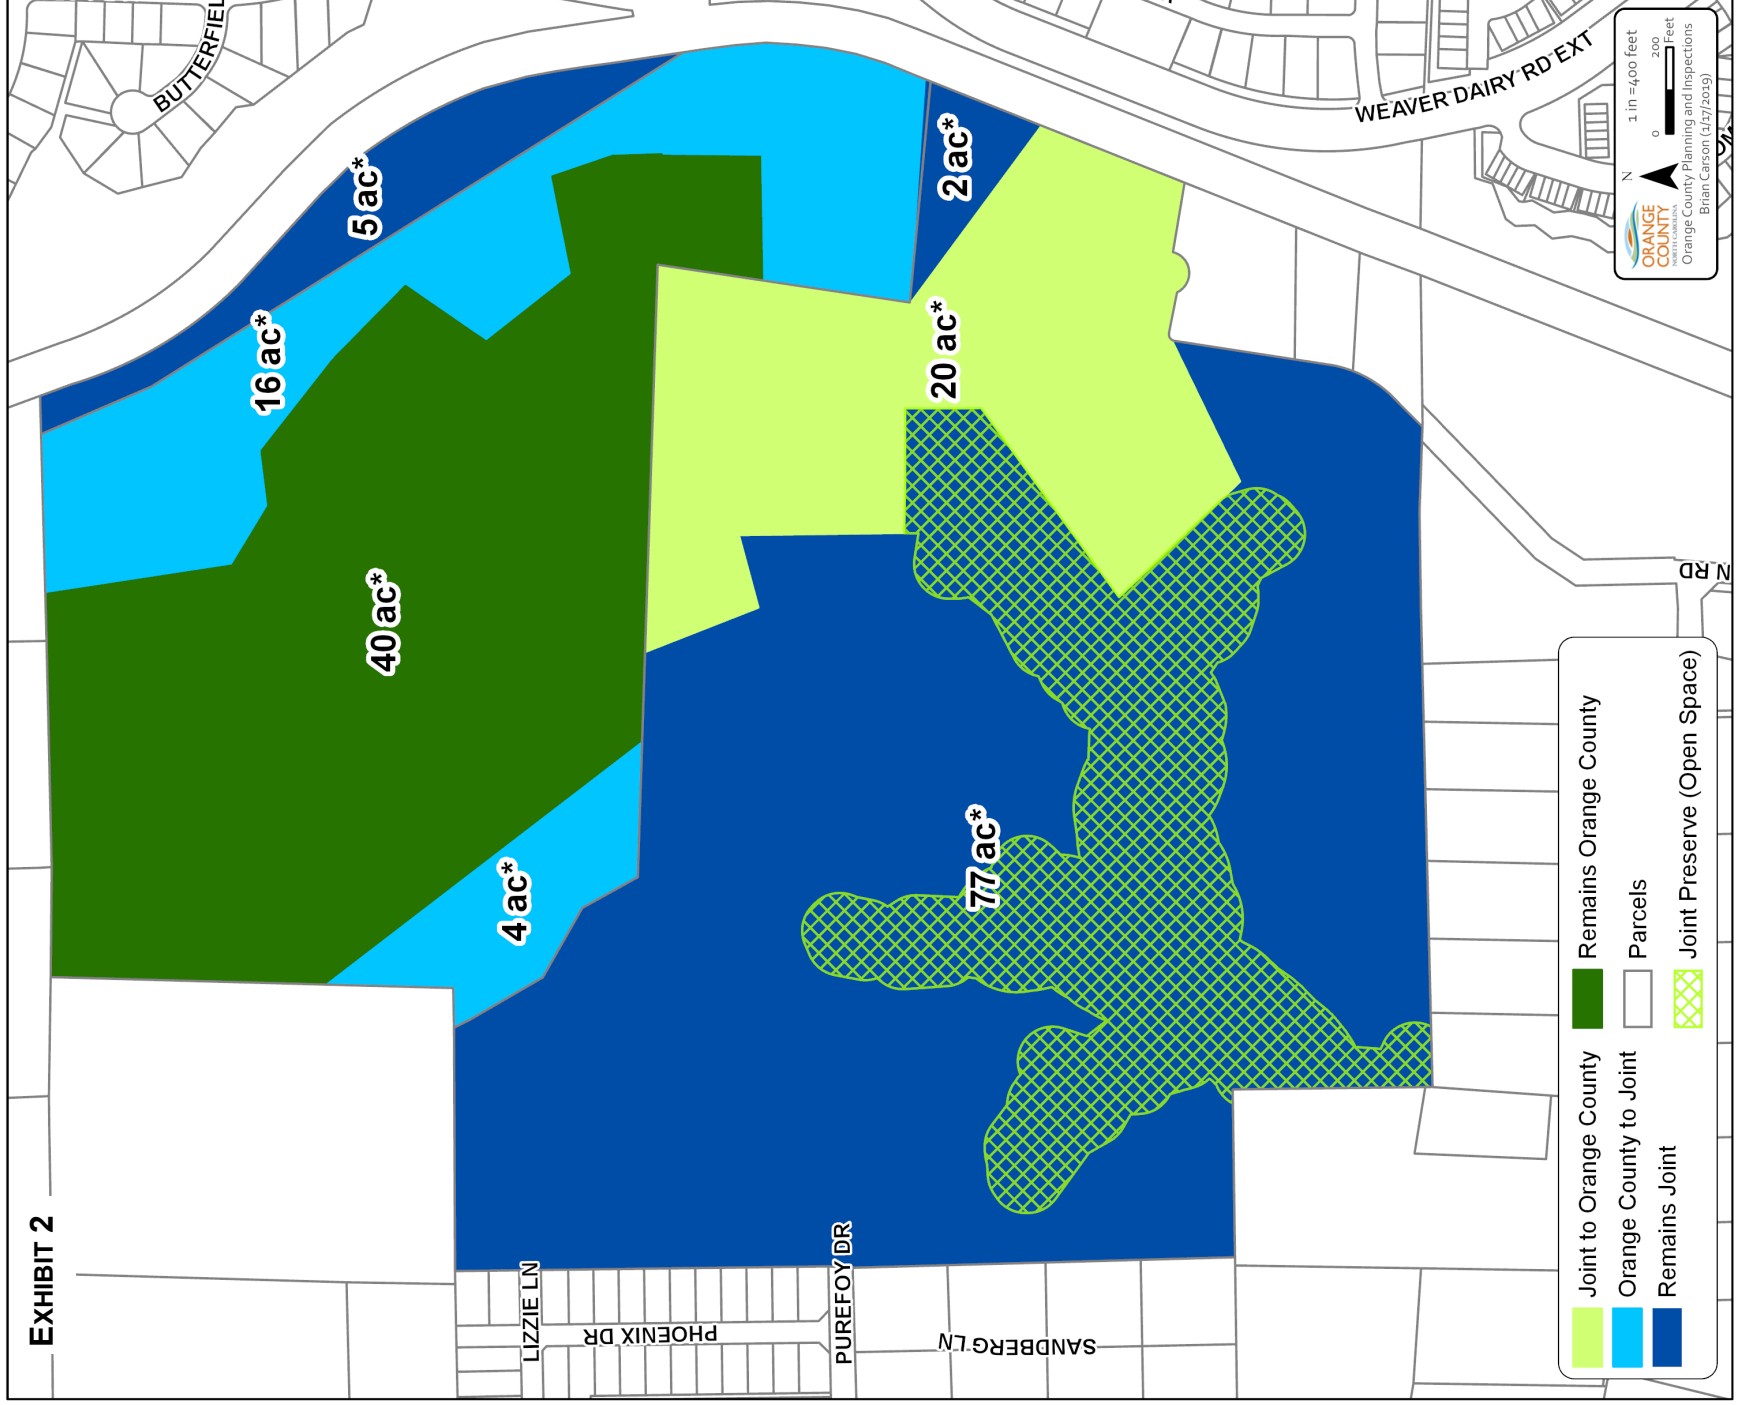 EXHIBIT 2
BUTTERFIEL
WEAVER DAIRY RD EXT
5 ac*
2 ac*
16 ac*
20 ac*
40 ac*
4 ac*
77 ac*
LIZZIE LN
PHOENIX DR
PUREFOY DR
SANDBERG LN
N RD
Joint to Orange County
Orange County to Joint
Remains Joint
Remains Orange County
Parcels
Joint Preserve (Open Space)
ORANGE
COUNTY
NORTH CAROLINA
N
1 in =400 feet
0 200
Feet
Orange County Planning and Inspections
Brian Carson (1/17/2019)